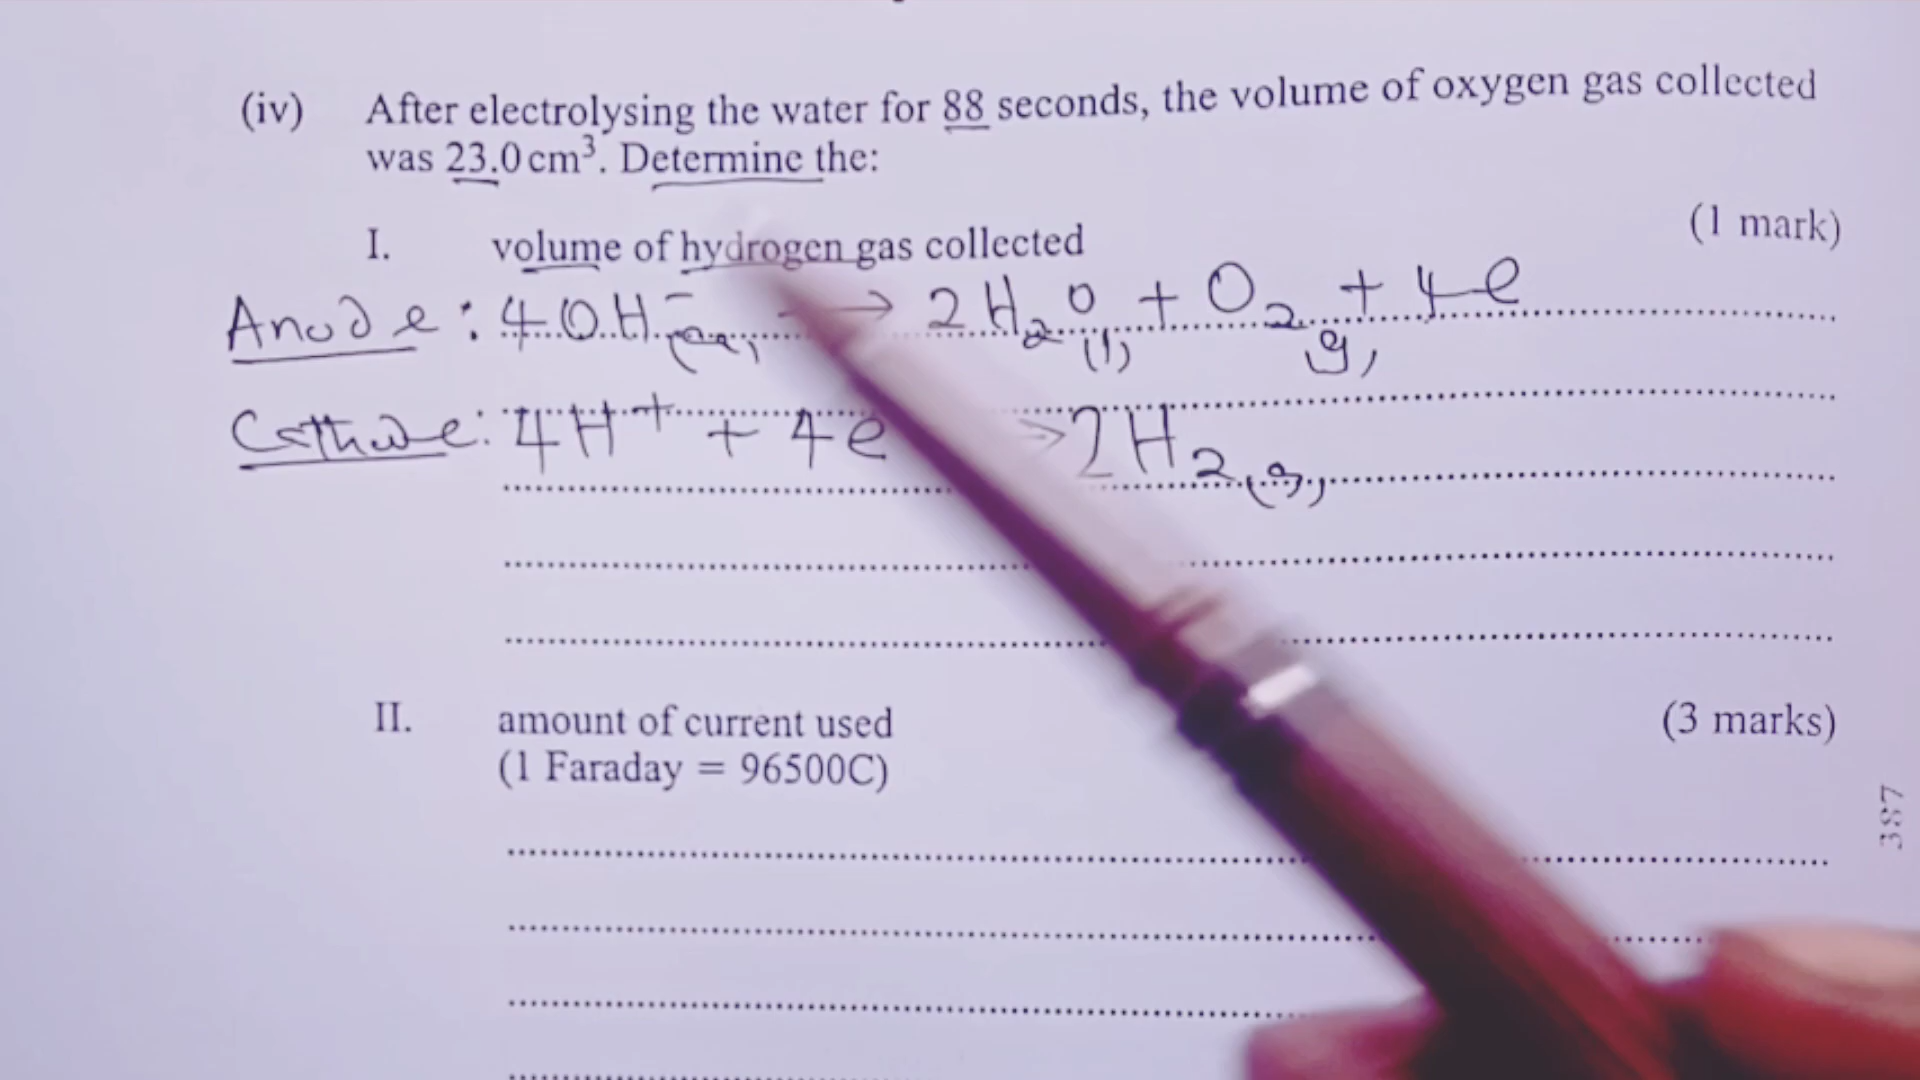 (iv) After electrolysing the water for 88 seconds, the volume of oxygen gas collected
was 23.0 cm³. Determine the:
I. volume of hydrogen gas collected (1 mark)
Anode : 4OH⁻(aq) → 2H₂O(l) + O₂(g) + 4e
Cathode: 4H⁺ + 4e → 2H₂(g)
II. amount of current used (3 marks)
(1 Faraday = 96500C)
387